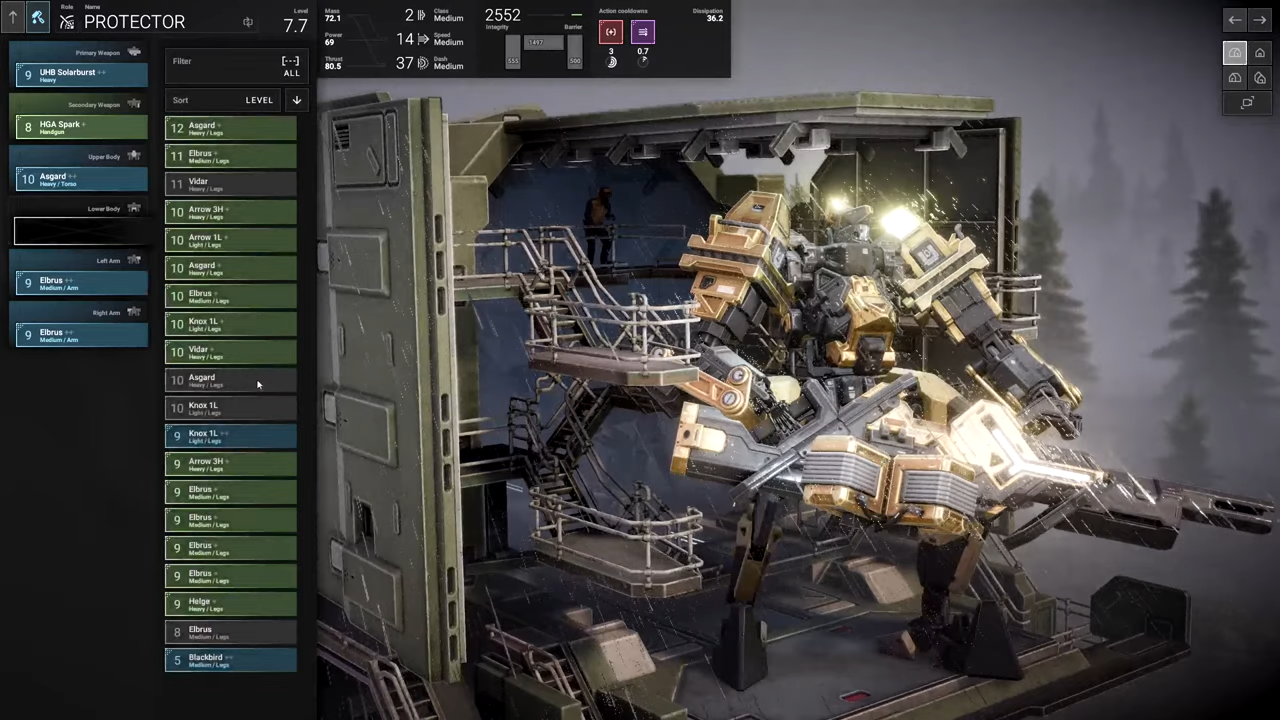 Role
Name
PROTECTOR
Level
7.7
Primary Weapon
9
UHB Solarburst ++
Heavy
Secondary Weapon
8
HGA Spark +
Handgun
Upper Body
10
Asgard ++
Heavy / Torso
Lower Body
Left Arm
9
Elbrus ++
Medium / Arm
Right Arm
9
Elbrus ++
Medium / Arm
Filter
[---]
ALL
Sort
LEVEL
12
Asgard +
Heavy / Legs
11
Elbrus +
Medium / Legs
11
Vidar
Heavy / Legs
10
Arrow 3H +
Heavy / Legs
10
Arrow 1L +
Light / Legs
10
Asgard +
Heavy / Legs
10
Elbrus +
Medium / Legs
10
Knox 1L +
Light / Legs
10
Vidar +
Heavy / Legs
10
Asgard
Heavy / Legs
10
Knox 1L
Light / Legs
9
Knox 1L ++
Light / Legs
9
Arrow 3H +
Heavy / Legs
9
Elbrus +
Medium / Legs
9
Elbrus +
Medium / Legs
9
Elbrus +
Medium / Legs
9
Elbrus +
Medium / Legs
9
Helge +
Heavy / Legs
8
Elbrus
Medium / Legs
5
Blackbird ++
Medium / Legs
Mass
72.1
Power
69
Thrust
80.5
2
Class
Medium
14
Speed
Medium
37
Dash
Medium
2552
Integrity
Barrier
555
1497
500
Action cooldowns
3
0.7
P
Dissipation
36.2